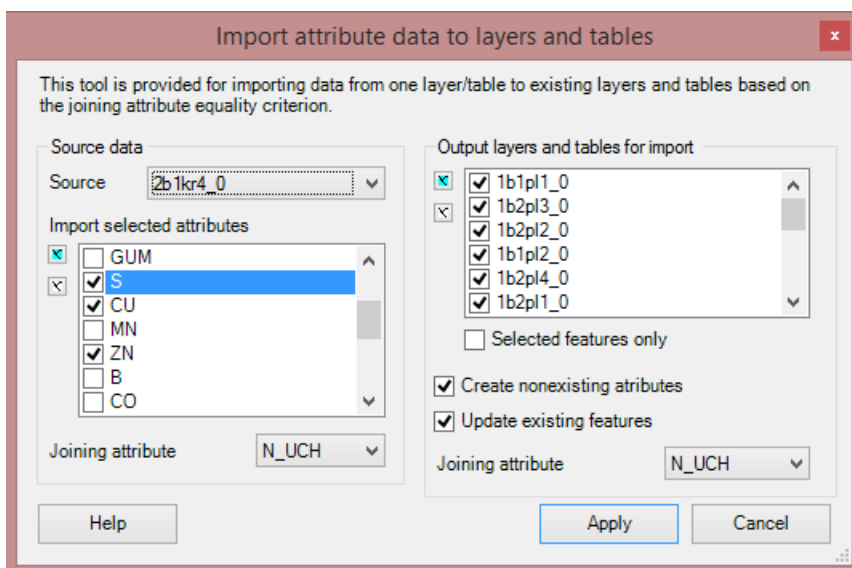 Import attribute data to layers and tables
x
This tool is provided for importing data from one layer/table to existing layers and tables based on
the joining attribute equality criterion.
Source data
Source
2b1kr4_0
Import selected attributes
GUM
S
CU
MN
ZN
B
CO
Joining attribute
N_UCH
Output layers and tables for import
1b1pl1_0
1b2pl3_0
1b2pl2_0
1b1pl2_0
1b2pl4_0
1b2pl1_0
Selected features only
Create nonexisting atributes
Update existing features
Joining attribute
N_UCH
Help
Apply
Cancel